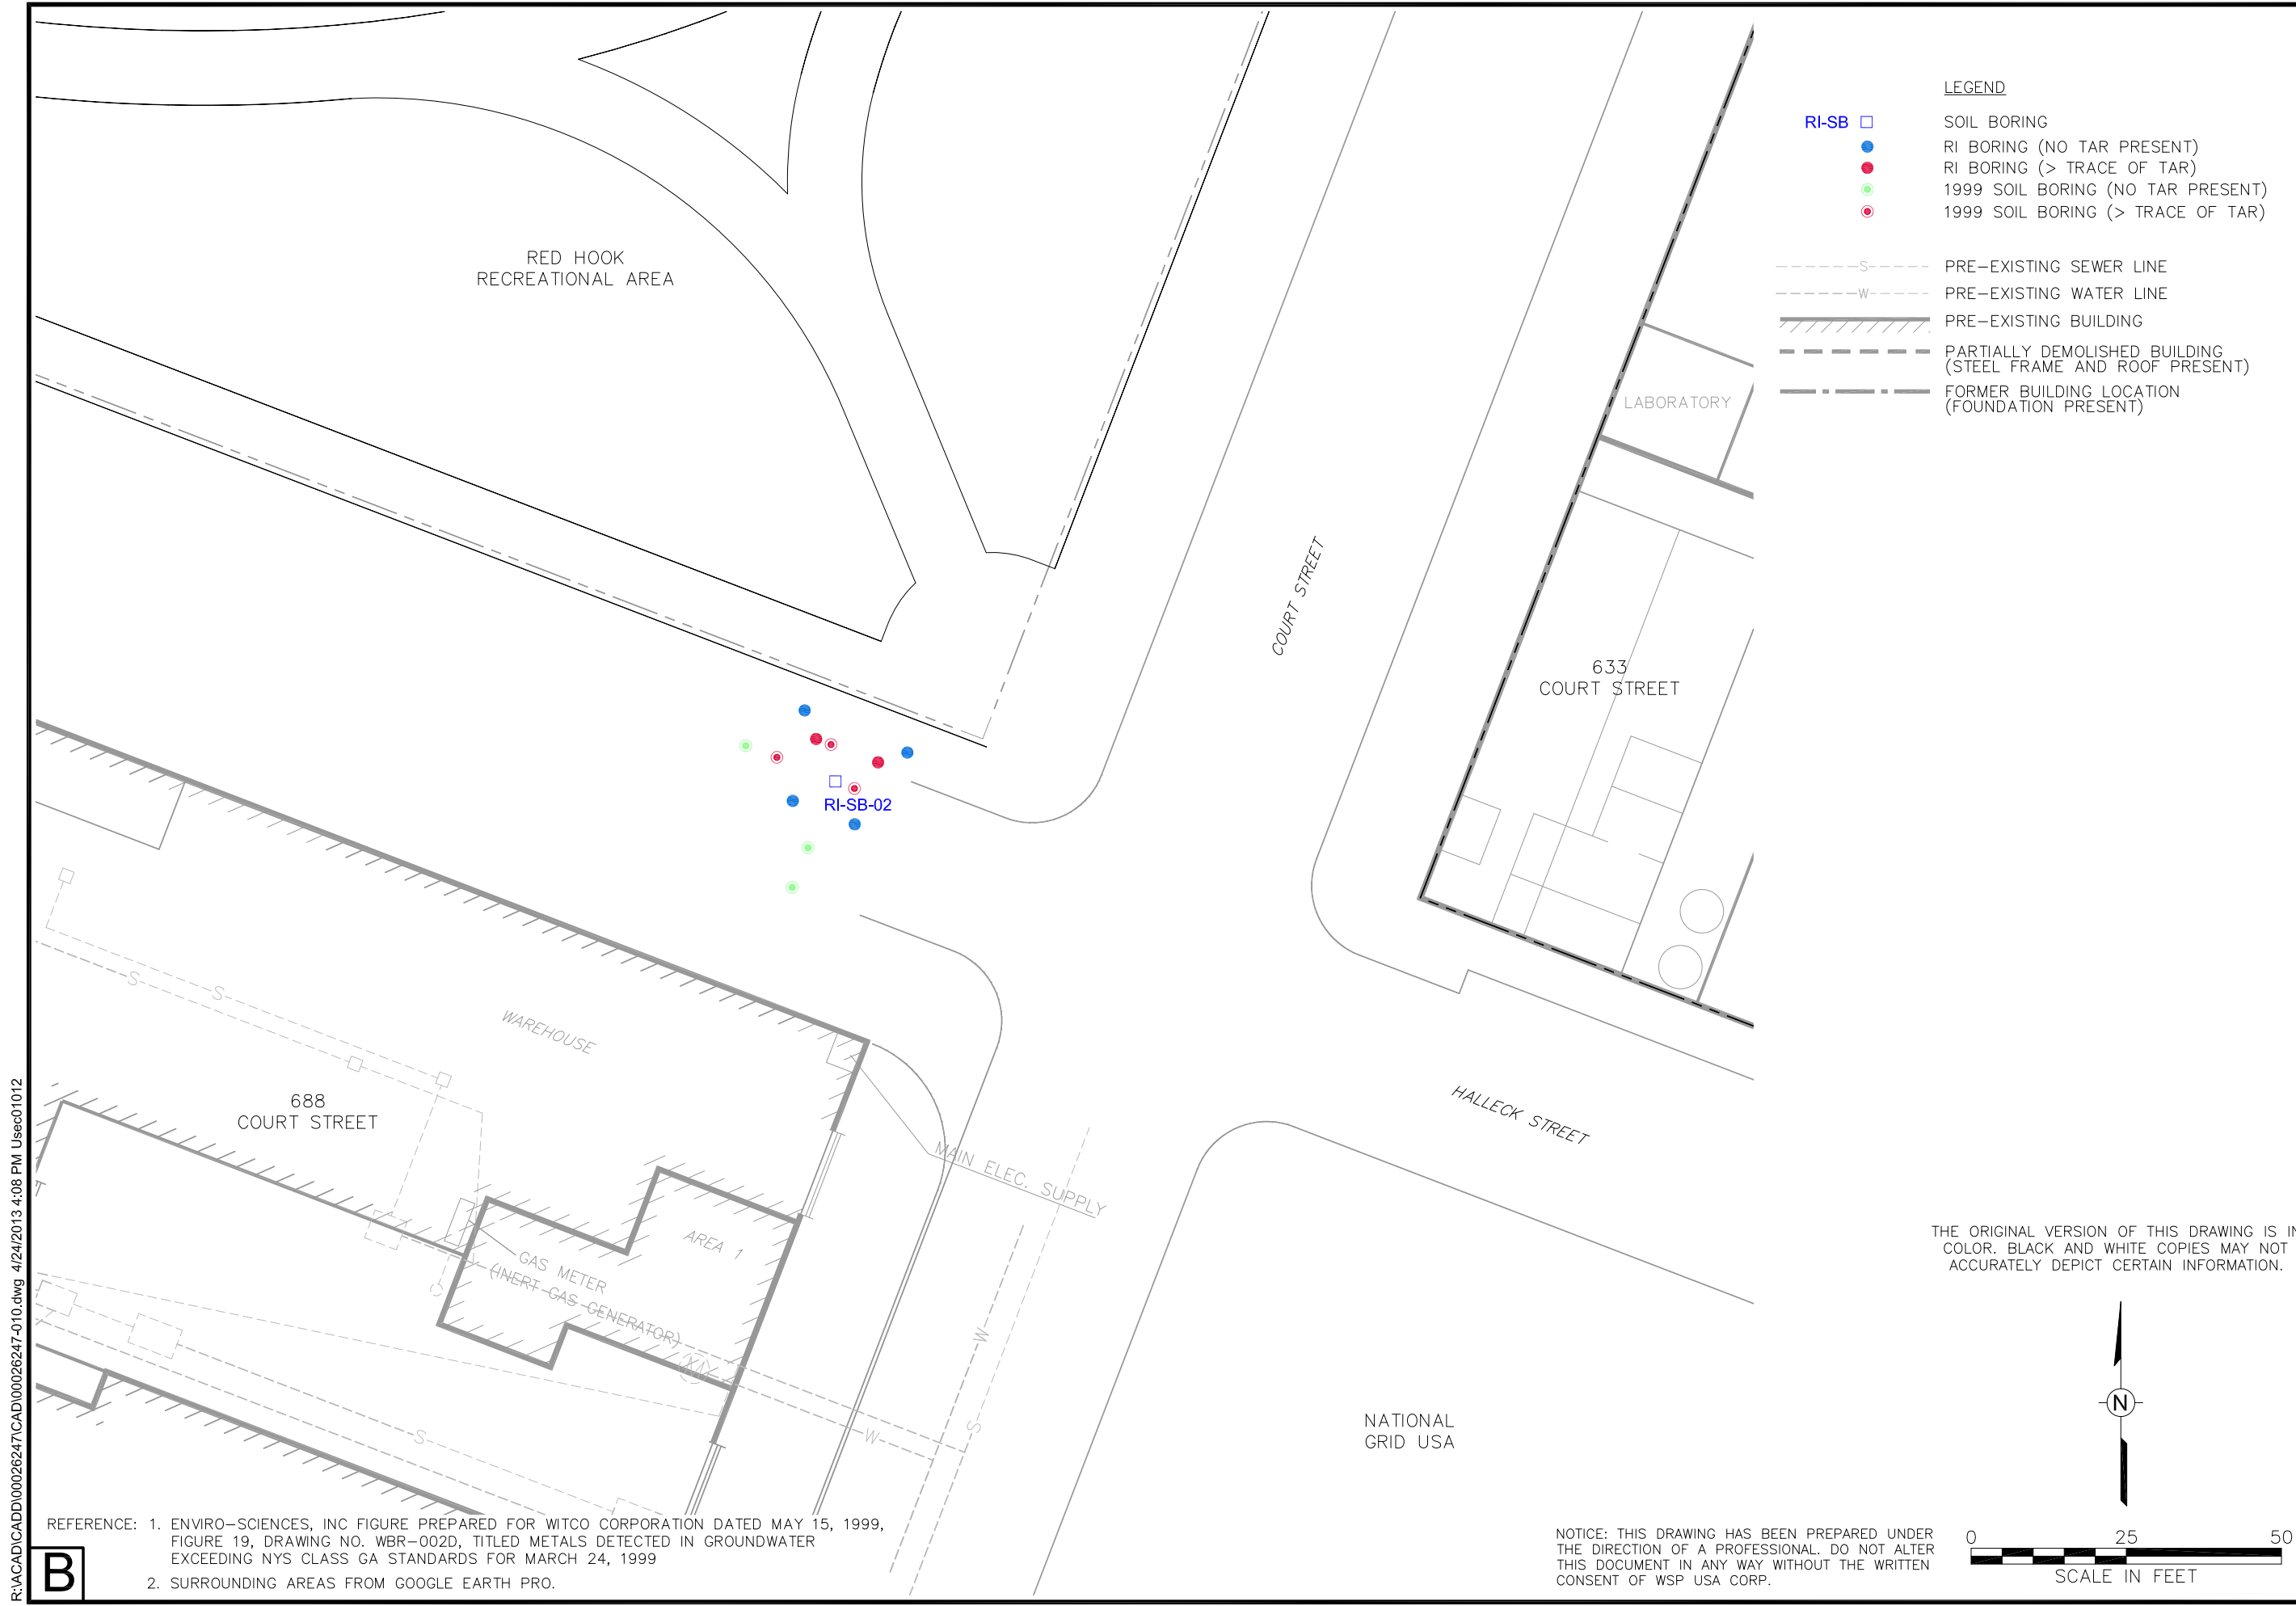 LEGEND
RI-SB SOIL BORING
RI BORING (NO TAR PRESENT)
RI BORING (> TRACE OF TAR)
1999 SOIL BORING (NO TAR PRESENT)
1999 SOIL BORING (> TRACE OF TAR)
S PRE-EXISTING SEWER LINE
W PRE-EXISTING WATER LINE
PRE-EXISTING BUILDING
PARTIALLY DEMOLISHED BUILDING
(STEEL FRAME AND ROOF PRESENT)
FORMER BUILDING LOCATION
(FOUNDATION PRESENT)
RED HOOK
RECREATIONAL AREA
LABORATORY
COURT STREET
633
COURT STREET
RI-SB-02
S
S
WAREHOUSE
688
COURT STREET
HALLECK STREET
MAIN ELEC. SUPPLY
AREA 1
GAS METER
(INERT GAS GENERATOR)
W
S
W
S
NATIONAL
GRID USA
THE ORIGINAL VERSION OF THIS DRAWING IS IN
COLOR. BLACK AND WHITE COPIES MAY NOT
ACCURATELY DEPICT CERTAIN INFORMATION.
N
0 25 50
SCALE IN FEET
NOTICE: THIS DRAWING HAS BEEN PREPARED UNDER
THE DIRECTION OF A PROFESSIONAL. DO NOT ALTER
THIS DOCUMENT IN ANY WAY WITHOUT THE WRITTEN
CONSENT OF WSP USA CORP.
REFERENCE: 1. ENVIRO-SCIENCES, INC FIGURE PREPARED FOR WITCO CORPORATION DATED MAY 15, 1999,
FIGURE 19, DRAWING NO. WBR-002D, TITLED METALS DETECTED IN GROUNDWATER
EXCEEDING NYS CLASS GA STANDARDS FOR MARCH 24, 1999
2. SURROUNDING AREAS FROM GOOGLE EARTH PRO.
B
R:\ACAD\CADD\00026247\CAD\00026247-010.dwg 4/24/2013 4:08 PM Usec01012